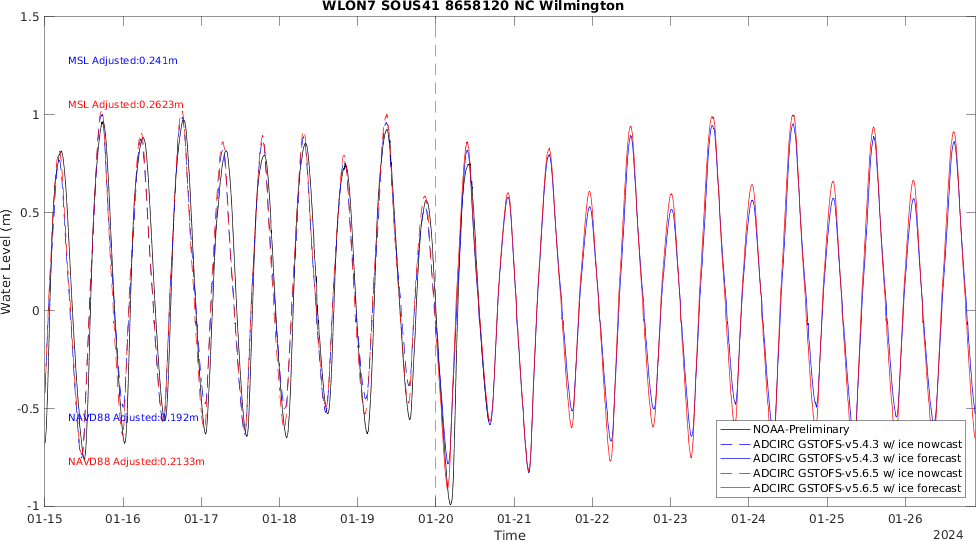 WLON7 SOUS41 8658120 NC Wilmington
1.5
MSL Adjusted:0.241m
MSL Adjusted:0.2623m
1
0.5
Water Level (m)
0
-0.5
NAVD88 Adjusted:0.192m
NAVD88 Adjusted:0.2133m
-1
NOAA-Preliminary
ADCIRC GSTOFS-v5.4.3 w/ ice nowcast
ADCIRC GSTOFS-v5.4.3 w/ ice forecast
ADCIRC GSTOFS-v5.6.5 w/ ice nowcast
ADCIRC GSTOFS-v5.6.5 w/ ice forecast
01-15 01-16 01-17 01-18 01-19 01-20 01-21 01-22 01-23 01-24 01-25 01-26
Time
2024